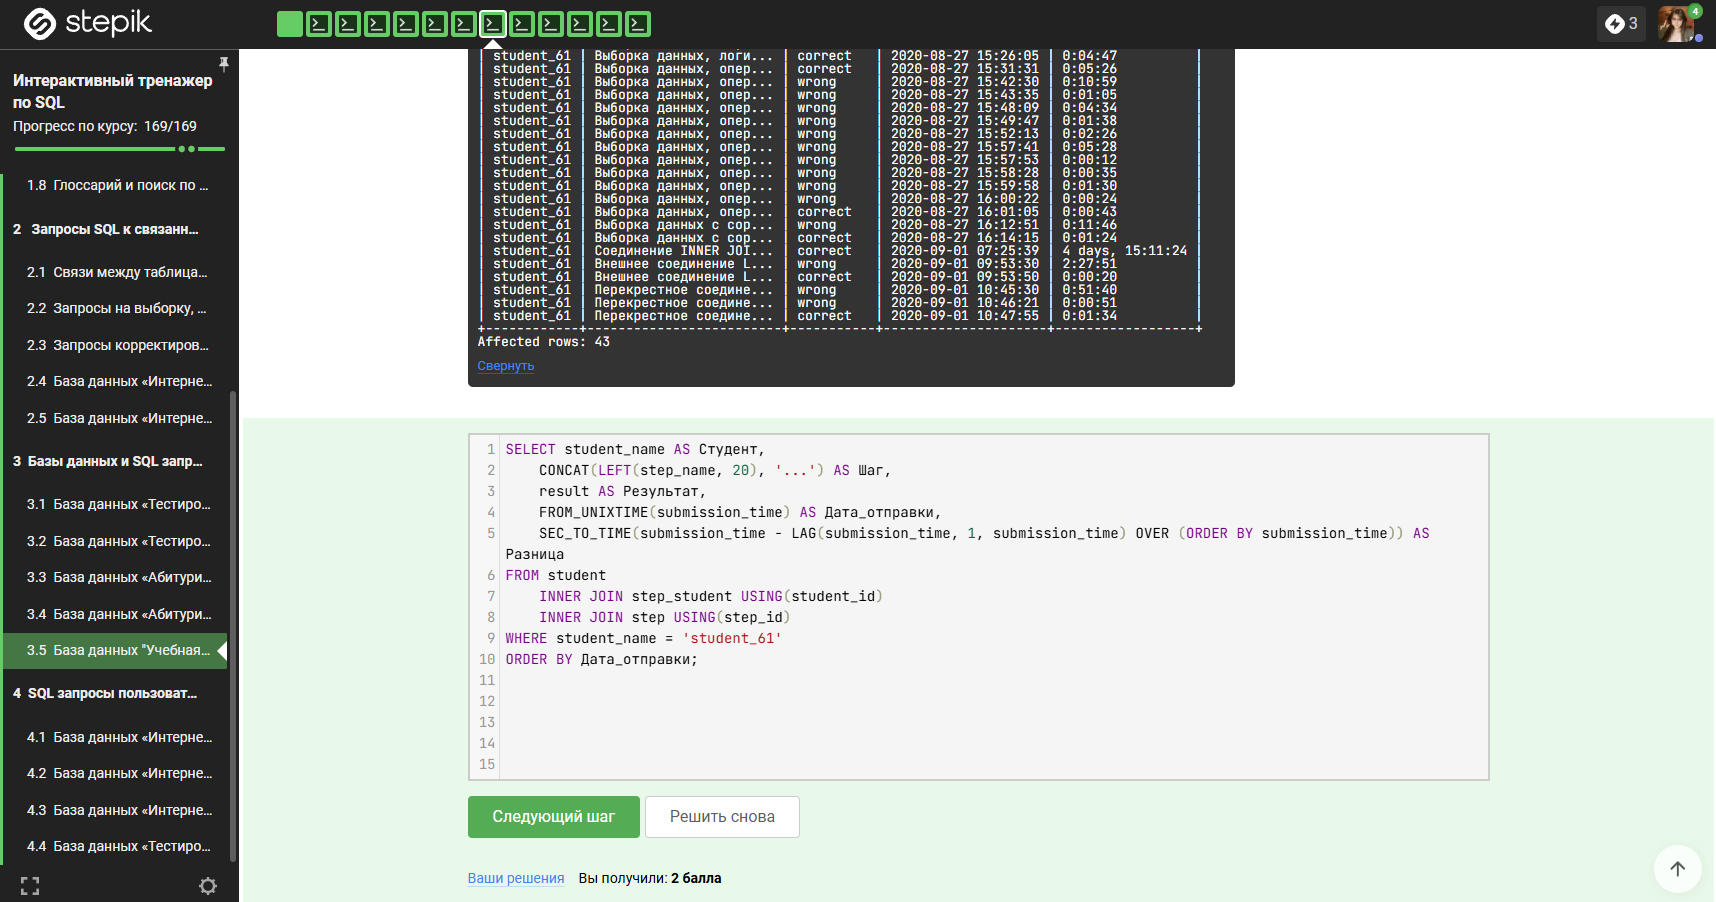 stepik
3
4
Интерактивный тренажер
по SQL
Прогресс по курсу: 169/169
1.8 Глоссарий и поиск по ...
2 Запросы SQL к связанн...
2.1 Связи между таблица...
2.2 Запросы на выборку, ...
2.3 Запросы корректиров...
2.4 База данных «Интерне...
2.5 База данных «Интерне...
3 Базы данных и SQL запр...
3.1 База данных «Тестиро...
3.2 База данных «Тестиро...
3.3 База данных «Абитури...
3.4 База данных «Абитури...
3.5 База данных "Учебная...
4 SQL запросы пользоват...
4.1 База данных «Интерне...
4.2 База данных «Интерне...
4.3 База данных «Интерне...
4.4 База данных «Тестиро...
| student_61 | Выборка данных, логи... | correct | 2020-08-27 15:26:05 | 0:04:47 |
| student_61 | Выборка данных, опер... | correct | 2020-08-27 15:31:31 | 0:05:26 |
| student_61 | Выборка данных, опер... | wrong | 2020-08-27 15:42:30 | 0:10:59 |
| student_61 | Выборка данных, опер... | wrong | 2020-08-27 15:43:35 | 0:01:05 |
| student_61 | Выборка данных, опер... | wrong | 2020-08-27 15:48:09 | 0:04:34 |
| student_61 | Выборка данных, опер... | wrong | 2020-08-27 15:49:47 | 0:01:38 |
| student_61 | Выборка данных, опер... | wrong | 2020-08-27 15:52:13 | 0:02:26 |
| student_61 | Выборка данных, опер... | wrong | 2020-08-27 15:57:41 | 0:05:28 |
| student_61 | Выборка данных, опер... | wrong | 2020-08-27 15:57:53 | 0:00:12 |
| student_61 | Выборка данных, опер... | wrong | 2020-08-27 15:58:28 | 0:00:35 |
| student_61 | Выборка данных, опер... | wrong | 2020-08-27 15:59:58 | 0:01:30 |
| student_61 | Выборка данных, опер... | wrong | 2020-08-27 16:00:22 | 0:00:24 |
| student_61 | Выборка данных, опер... | correct | 2020-08-27 16:01:05 | 0:00:43 |
| student_61 | Выборка данных с сор... | wrong | 2020-08-27 16:12:51 | 0:11:46 |
| student_61 | Выборка данных с сор... | correct | 2020-08-27 16:14:15 | 0:01:24 |
| student_61 | Соединение INNER JOI... | correct | 2020-09-01 07:25:39 | 4 days, 15:11:24 |
| student_61 | Внешнее соединение L... | wrong | 2020-09-01 09:53:30 | 2:27:51 |
| student_61 | Внешнее соединение L... | correct | 2020-09-01 09:53:50 | 0:00:20 |
| student_61 | Перекрестное соедине... | wrong | 2020-09-01 10:45:30 | 0:51:40 |
| student_61 | Перекрестное соедине... | wrong | 2020-09-01 10:46:21 | 0:00:51 |
| student_61 | Перекрестное соедине... | correct | 2020-09-01 10:47:55 | 0:01:34 |
+------------+-------------------------+-----------+---------------------+------------------+
Affected rows: 43
Свернуть
1 SELECT student_name AS Студент,
2 CONCAT(LEFT(step_name, 20), '...') AS Шаг,
3 result AS Результат,
4 FROM_UNIXTIME(submission_time) AS Дата_отправки,
5 SEC_TO_TIME(submission_time - LAG(submission_time, 1, submission_time) OVER (ORDER BY submission_time)) AS
Разница
6 FROM student
7 INNER JOIN step_student USING(student_id)
8 INNER JOIN step USING(step_id)
9 WHERE student_name = 'student_61'
10 ORDER BY Дата_отправки;
11
12
13
14
15
Следующий шаг
Решить снова
Ваши решения Вы получили: 2 балла